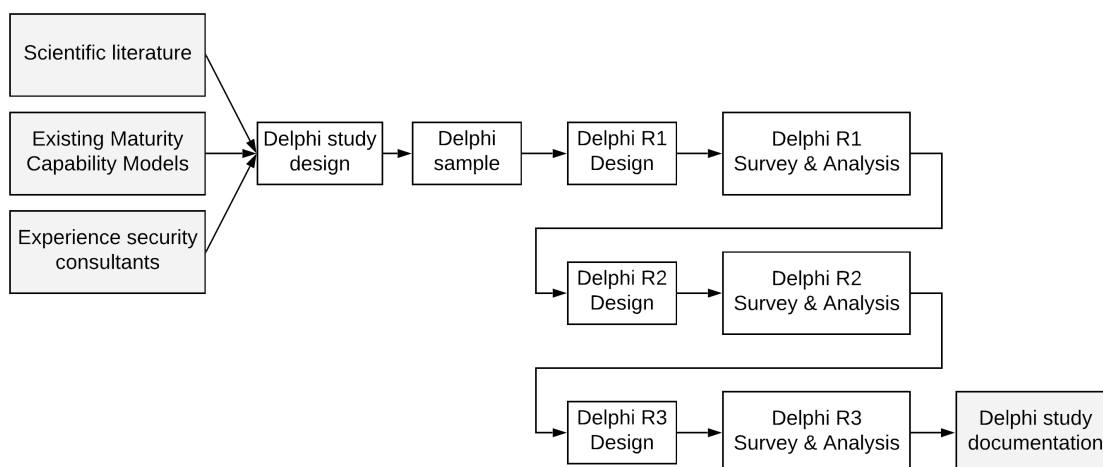 Scientific literature
Existing Maturity
Capability Models
Experience security
consultants
Delphi study
design
Delphi
sample
Delphi R1
Design
Delphi R1
Survey & Analysis
Delphi R2
Design
Delphi R2
Survey & Analysis
Delphi R3
Design
Delphi R3
Survey & Analysis
Delphi study
documentation